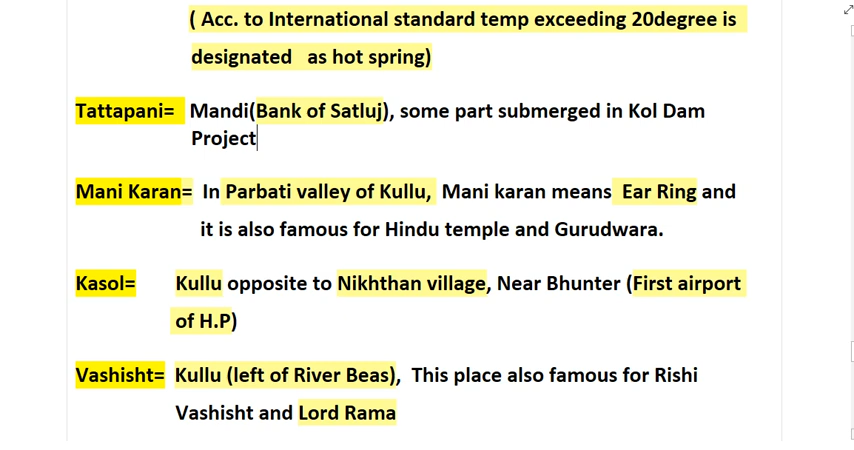 ( Acc. to International standard temp exceeding 20degree is
designated as hot spring)
Tattapani= Mandi(Bank of Satluj), some part submerged in Kol Dam
Project
Mani Karan= In Parbati valley of Kullu, Mani karan means Ear Ring and
it is also famous for Hindu temple and Gurudwara.
Kasol= Kullu opposite to Nikhthan village, Near Bhunter (First airport
of H.P)
Vashisht= Kullu (left of River Beas), This place also famous for Rishi
Vashisht and Lord Rama